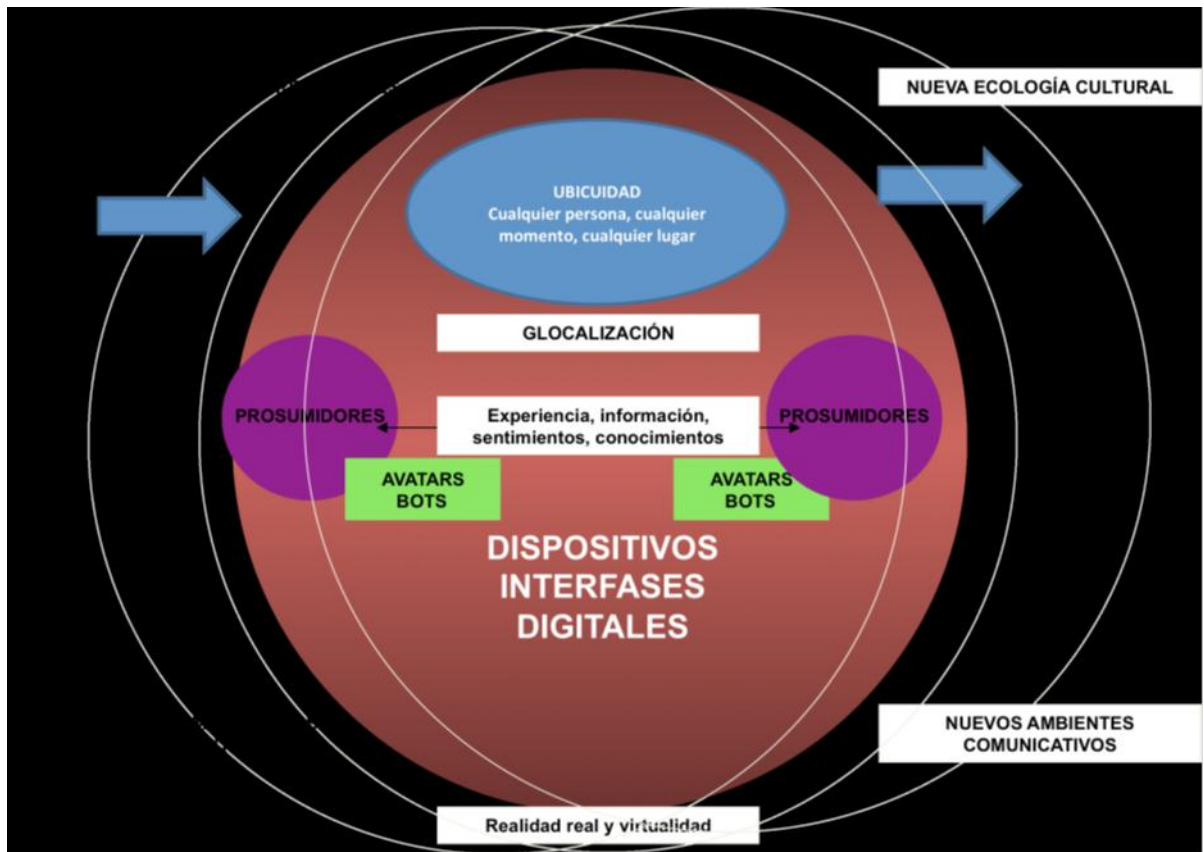 NUEVA ECOLOGÍA CULTURAL
UBICUIDAD
Cualquier persona, cualquier
momento, cualquier lugar
GLOCALIZACIÓN
PROSUMIDORES
Experiencia, información,
sentimientos, conocimientos
PROSUMIDORES
AVATARS
BOTS
AVATARS
BOTS
DISPOSITIVOS
INTERFASES
DIGITALES
NUEVOS AMBIENTES
COMUNICATIVOS
Realidad real y virtualidad